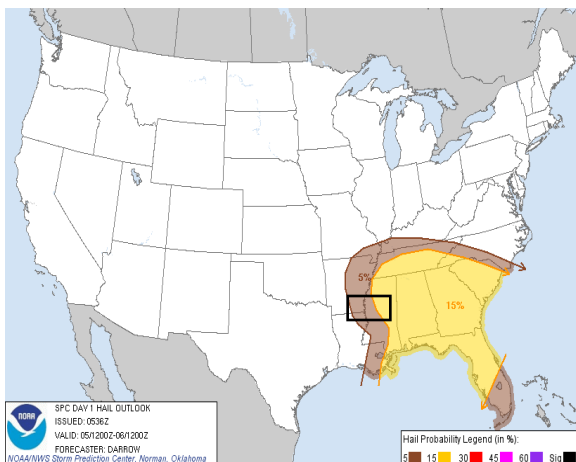 5%
15%
NOAA
SPC DAY 1 HAIL OUTLOOK
ISSUED: 0536Z
VALID: 05/1200Z-06/1200Z
FORECASTER: DARROW
NOAA/NWS Storm Prediction Center, Norman, Oklahoma
Hail Probability Legend (in %):
5 15 30 45 60 Sig